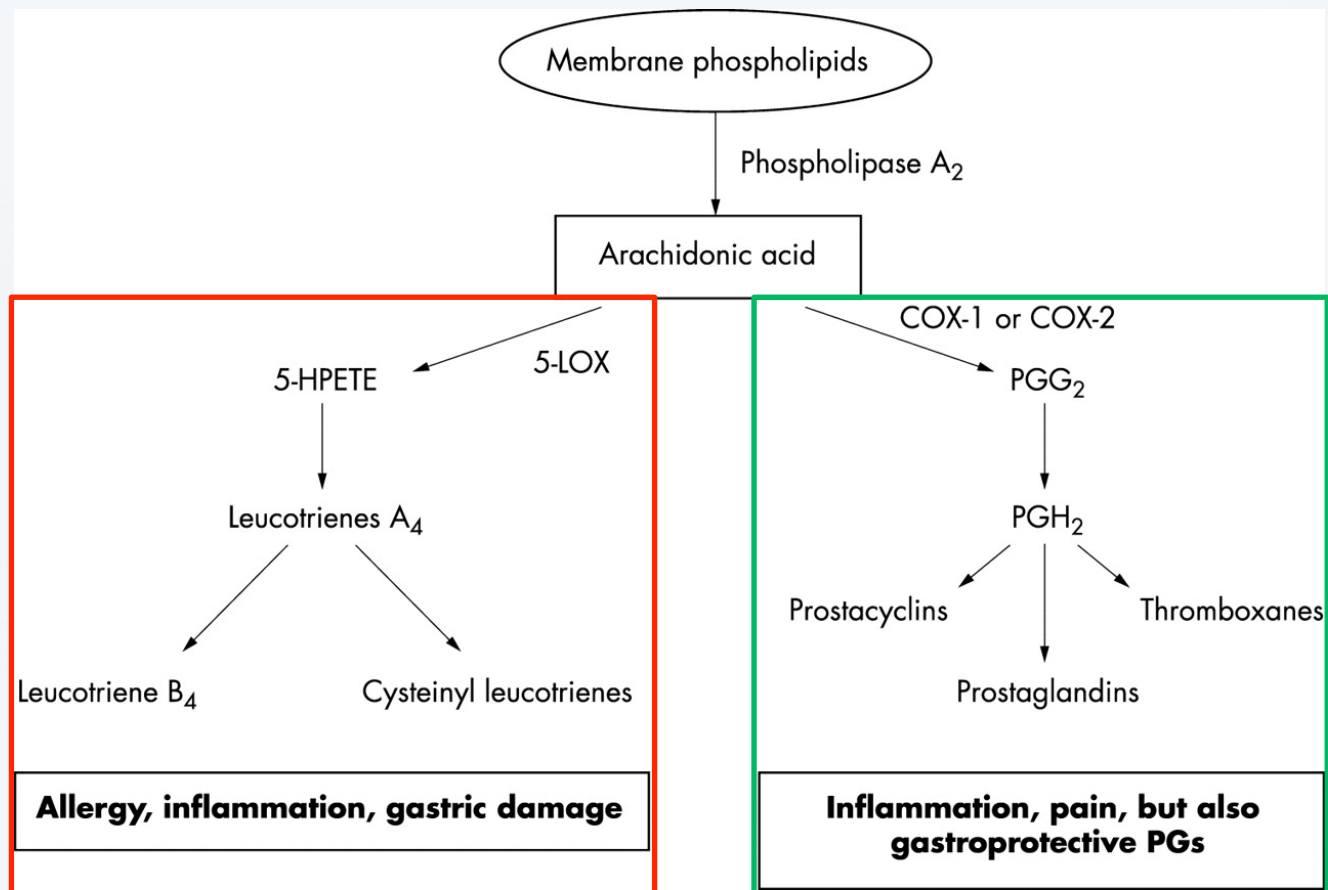 Membrane phospholipids
Phospholipase A₂
Arachidonic acid
COX-1 or COX-2
5-LOX
5-HPETE
PGG₂
Leucotrienes A₄
PGH₂
Prostacyclins
Thromboxanes
Leucotriene B₄
Cysteinyl leucotrienes
Prostaglandins
Allergy, inflammation, gastric damage
Inflammation, pain, but also
gastroprotective PGs